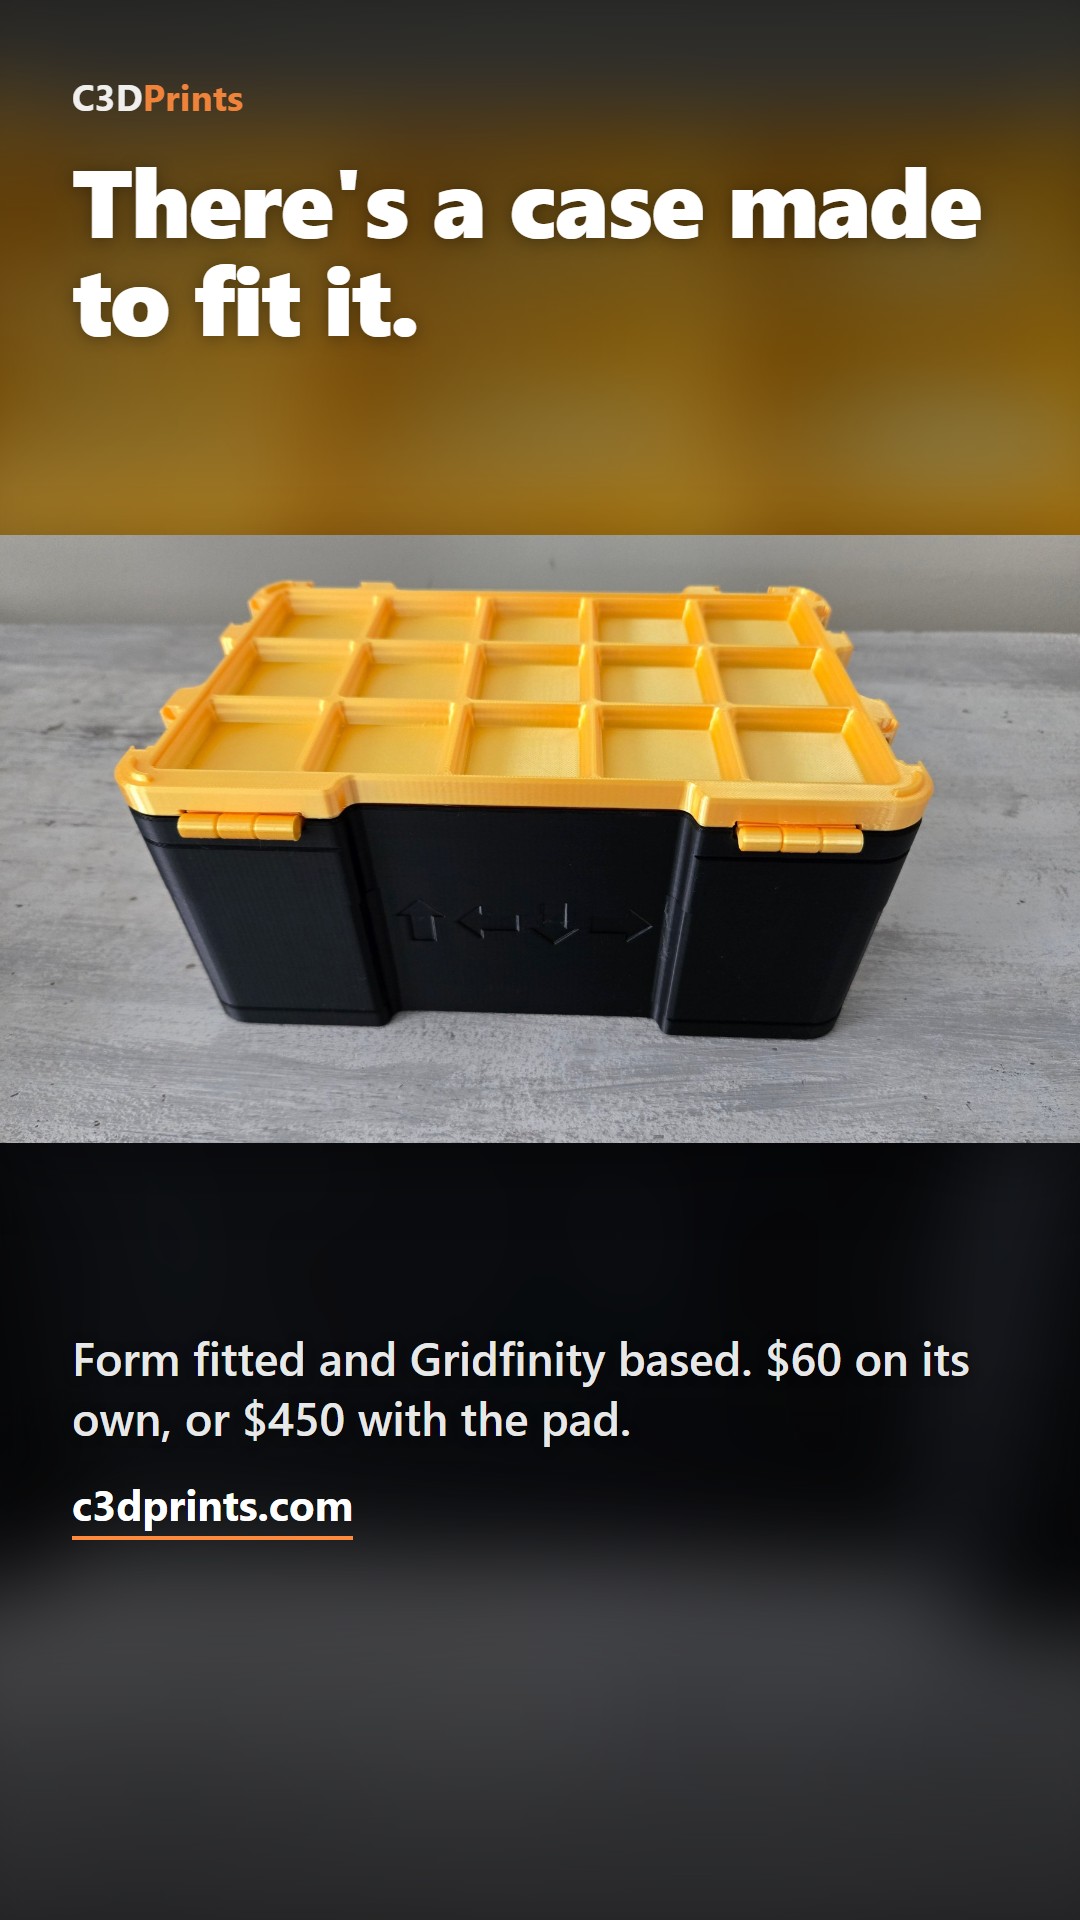 C3DPrints
There's a case made
to fit it.
Form fitted and Gridfinity based. $60 on its
own, or $450 with the pad.
c3dprints.com